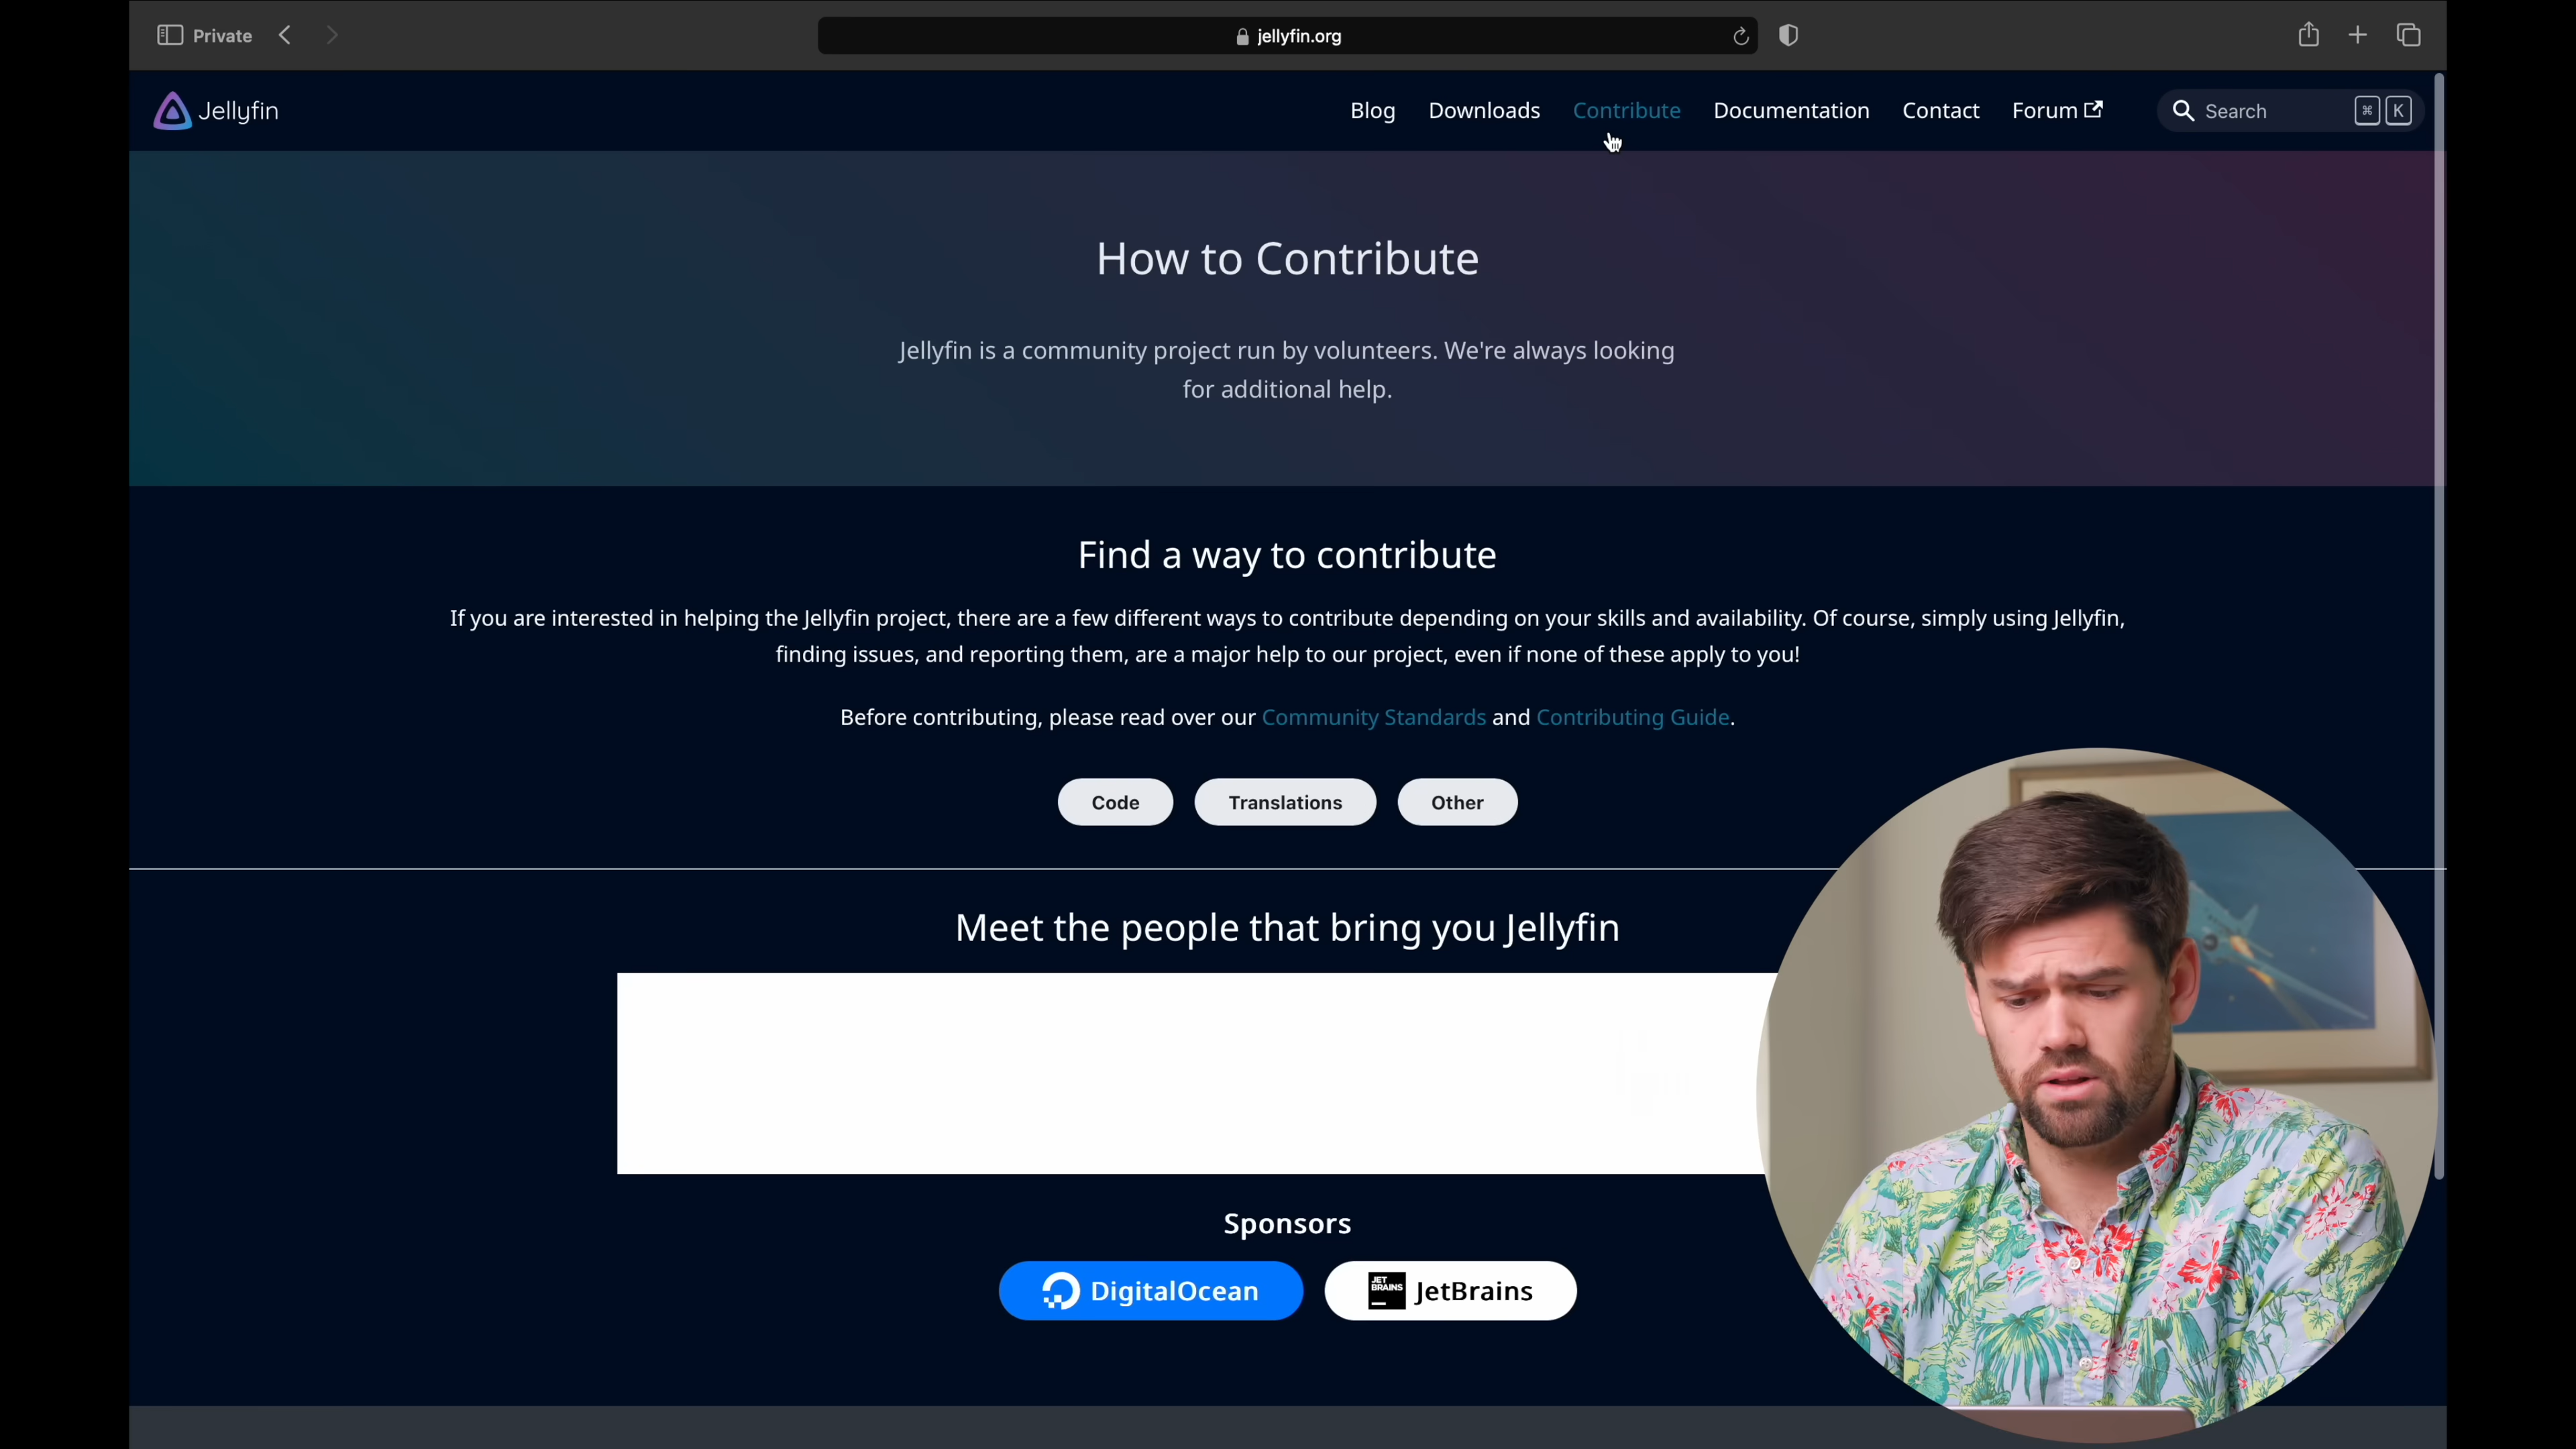 Private
jellyfin.org
Jellyfin
Blog Downloads Contribute Documentation Contact Forum
Search ⌘ K
How to Contribute
Jellyfin is a community project run by volunteers. We're always looking
for additional help.
Find a way to contribute
If you are interested in helping the Jellyfin project, there are a few different ways to contribute depending on your skills and availability. Of course, simply using Jellyfin,
finding issues, and reporting them, are a major help to our project, even if none of these apply to you!
Before contributing, please read over our Community Standards and Contributing Guide.
Code Translations Other
Meet the people that bring you Jellyfin
Sponsors
DigitalOcean
JET
BRAINS
JetBrains